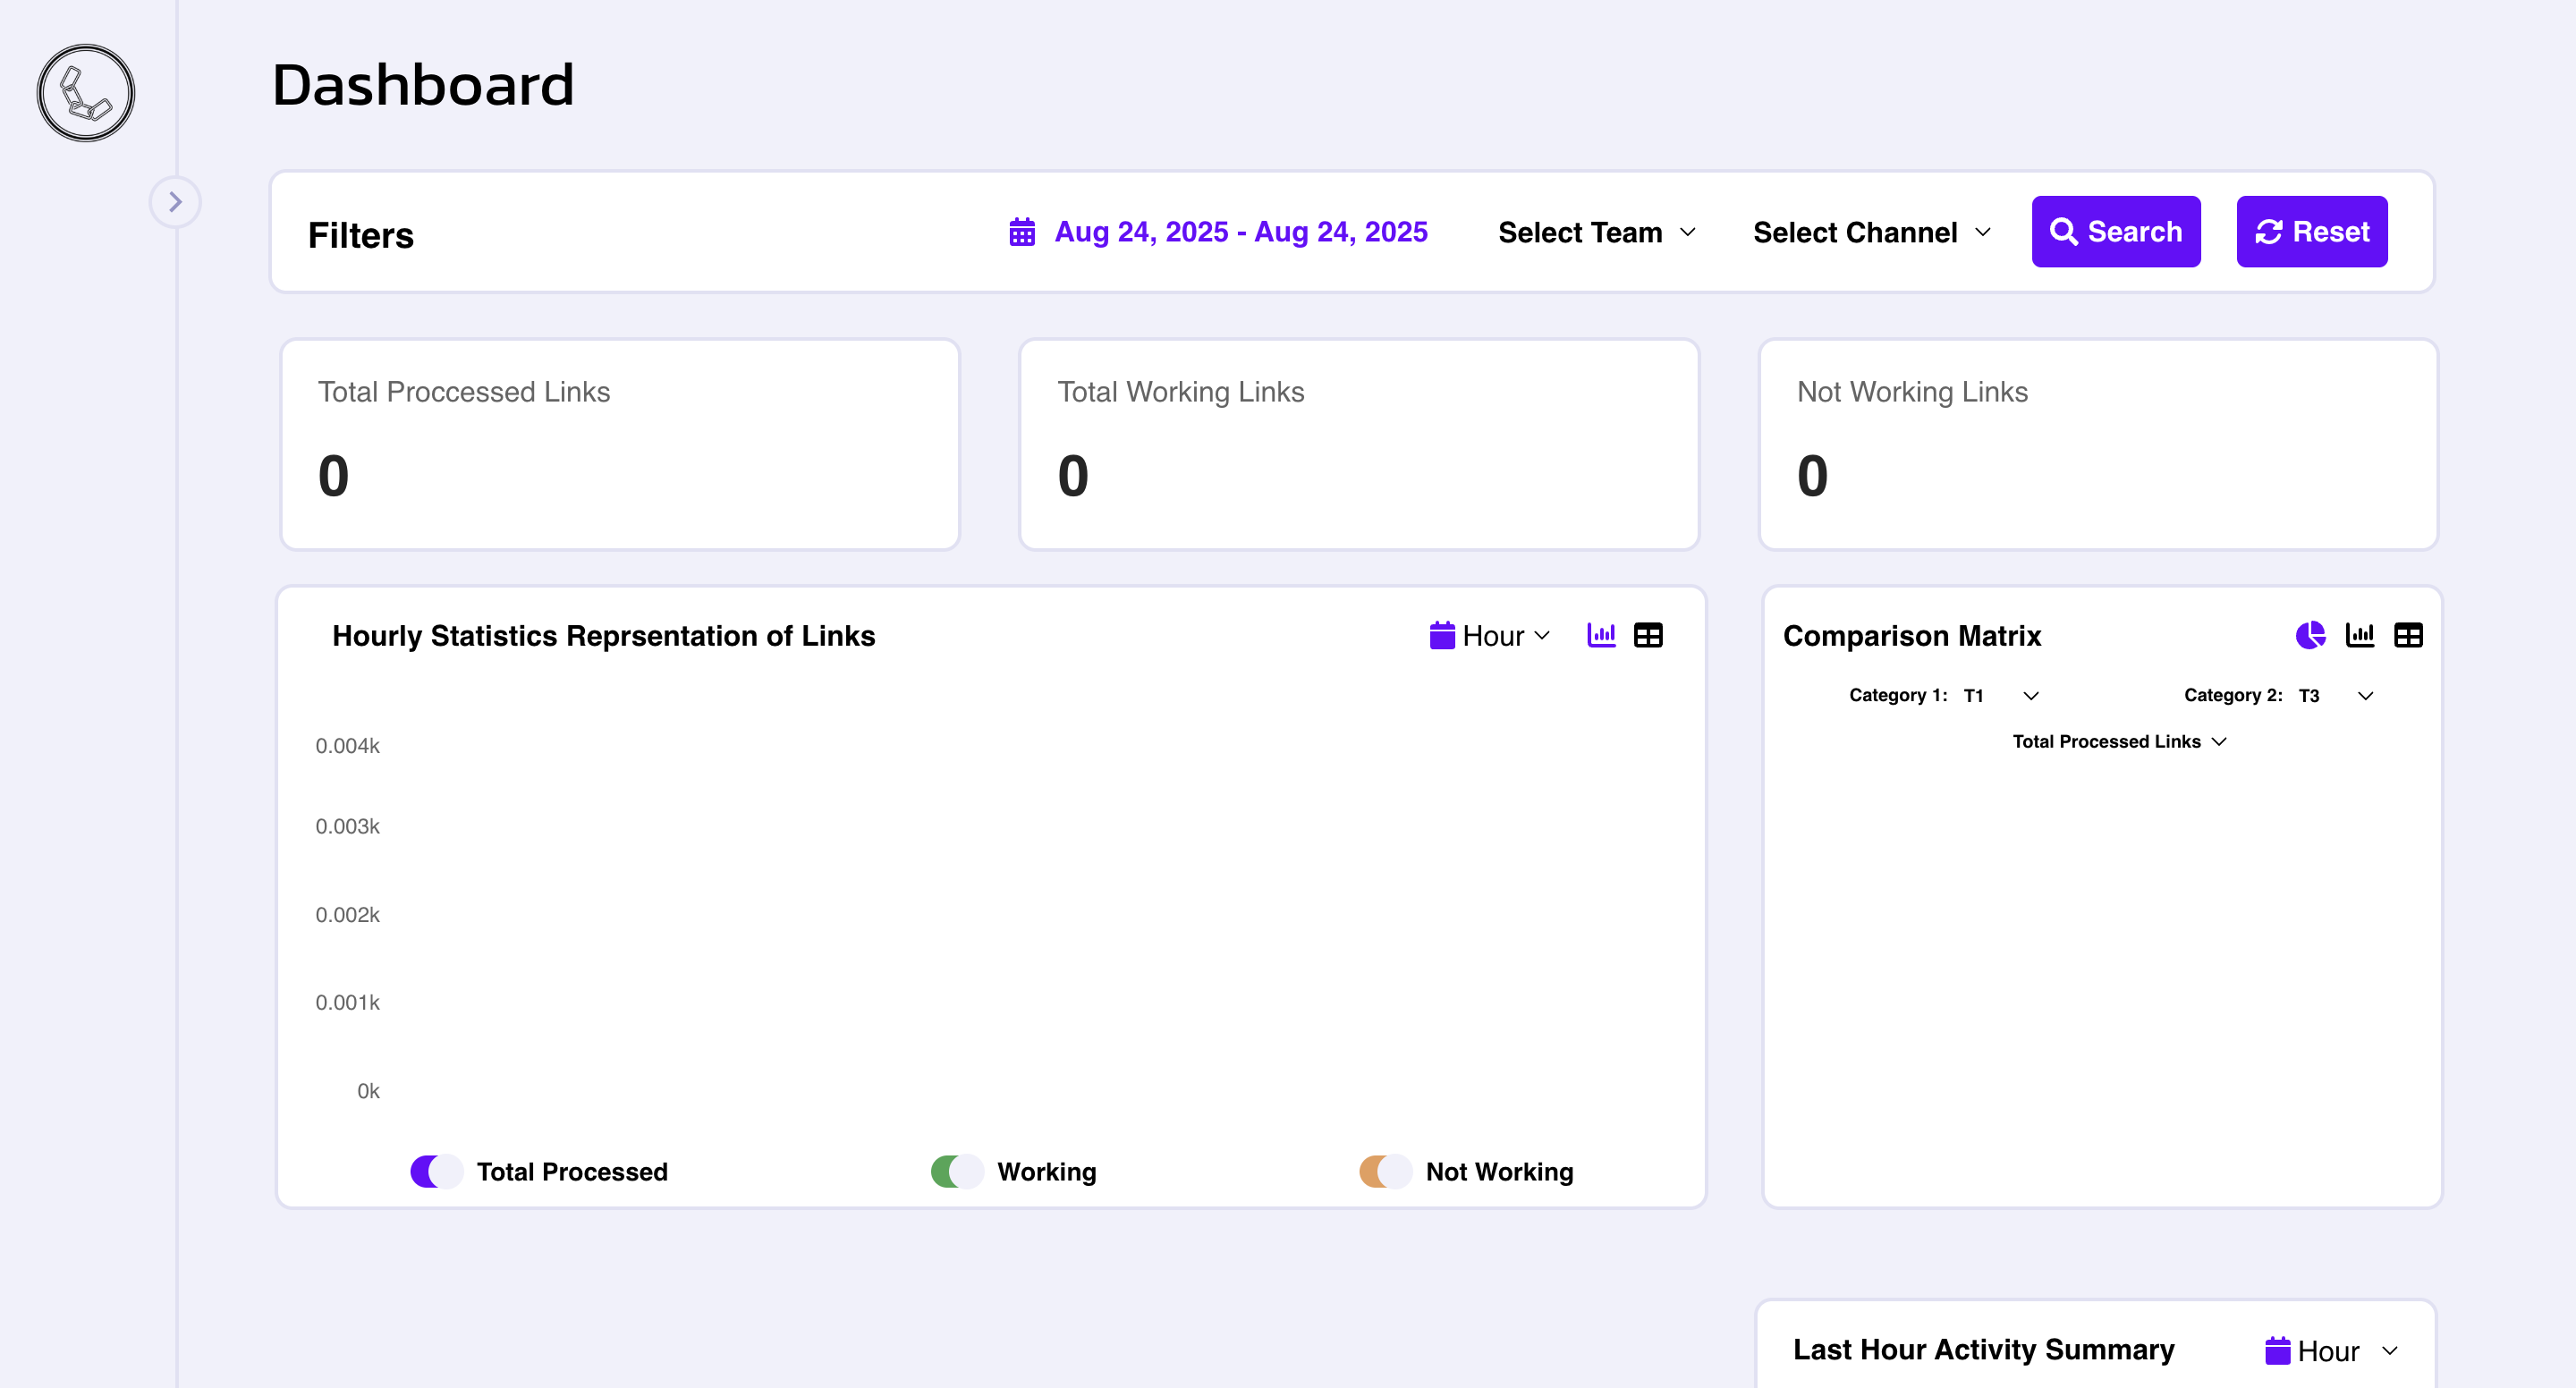 Dashboard
Filters
Aug 24, 2025 - Aug 24, 2025
Select Team
Select Channel
Search
Reset
Total Proccessed Links
0
Total Working Links
0
Not Working Links
0
Hourly Statistics Reprsentation of Links
Hour
0.004k
0.003k
0.002k
0.001k
0k
Total Processed
Working
Not Working
Comparison Matrix
Category 1: T1
Category 2: T3
Total Processed Links
Last Hour Activity Summary
Hour